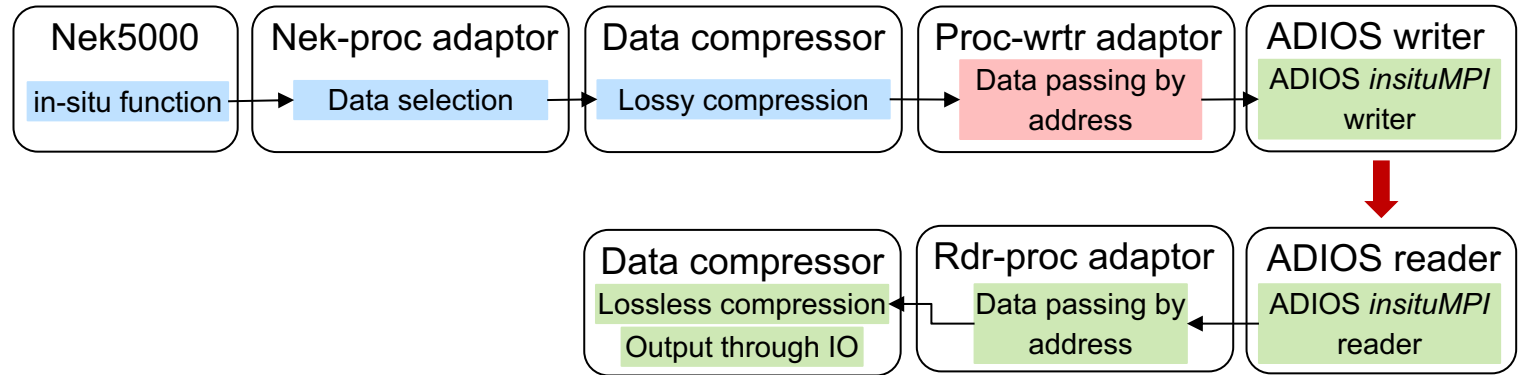 Nek5000
in-situ function
Nek-proc adaptor
Data selection
Data compressor
Lossy compression
Proc-wrtr adaptor
Data passing by
address
ADIOS writer
ADIOS insituMPI
writer
Data compressor
Lossless compression
Output through IO
Rdr-proc adaptor
Data passing by
address
ADIOS reader
ADIOS insituMPI
reader